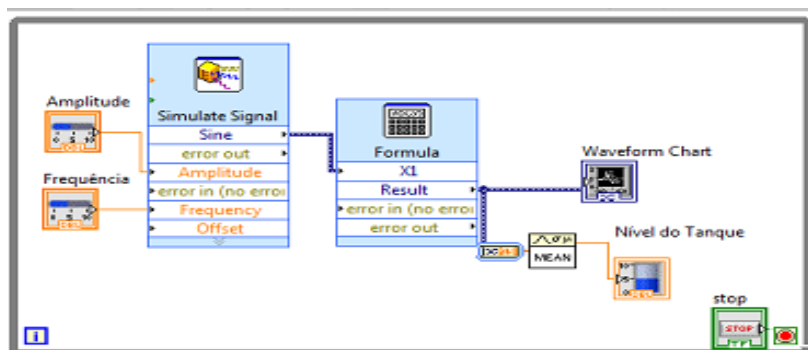 Amplitude
Frequência
Simulate Signal
Sine
error out
Amplitude
error in (no erro
Frequency
Offset
Formula
X1
Result
error in (no erro
error out
Waveform Chart
MEAN
Nível do Tanque
stop
STOP
TF
i